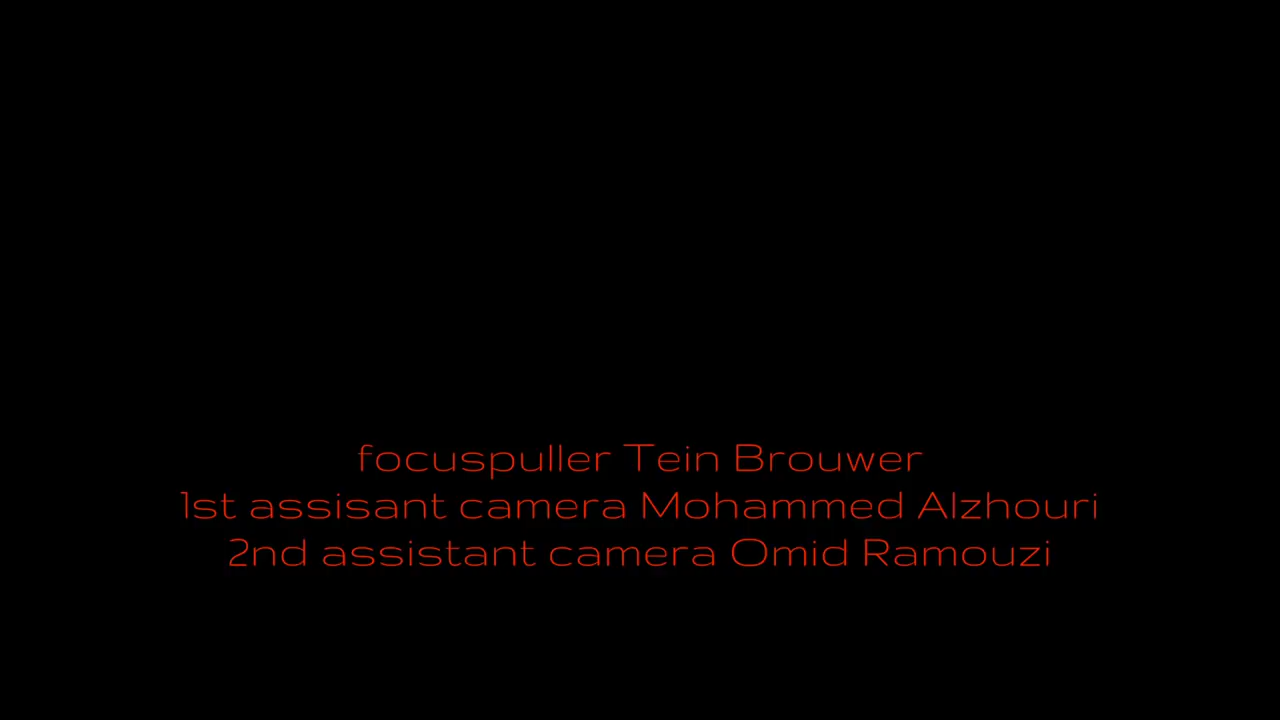 focuspuller Tein Brouwer
1st assisant camera Mohammed Alzhouri
2nd assistant camera Omid Ramouzi